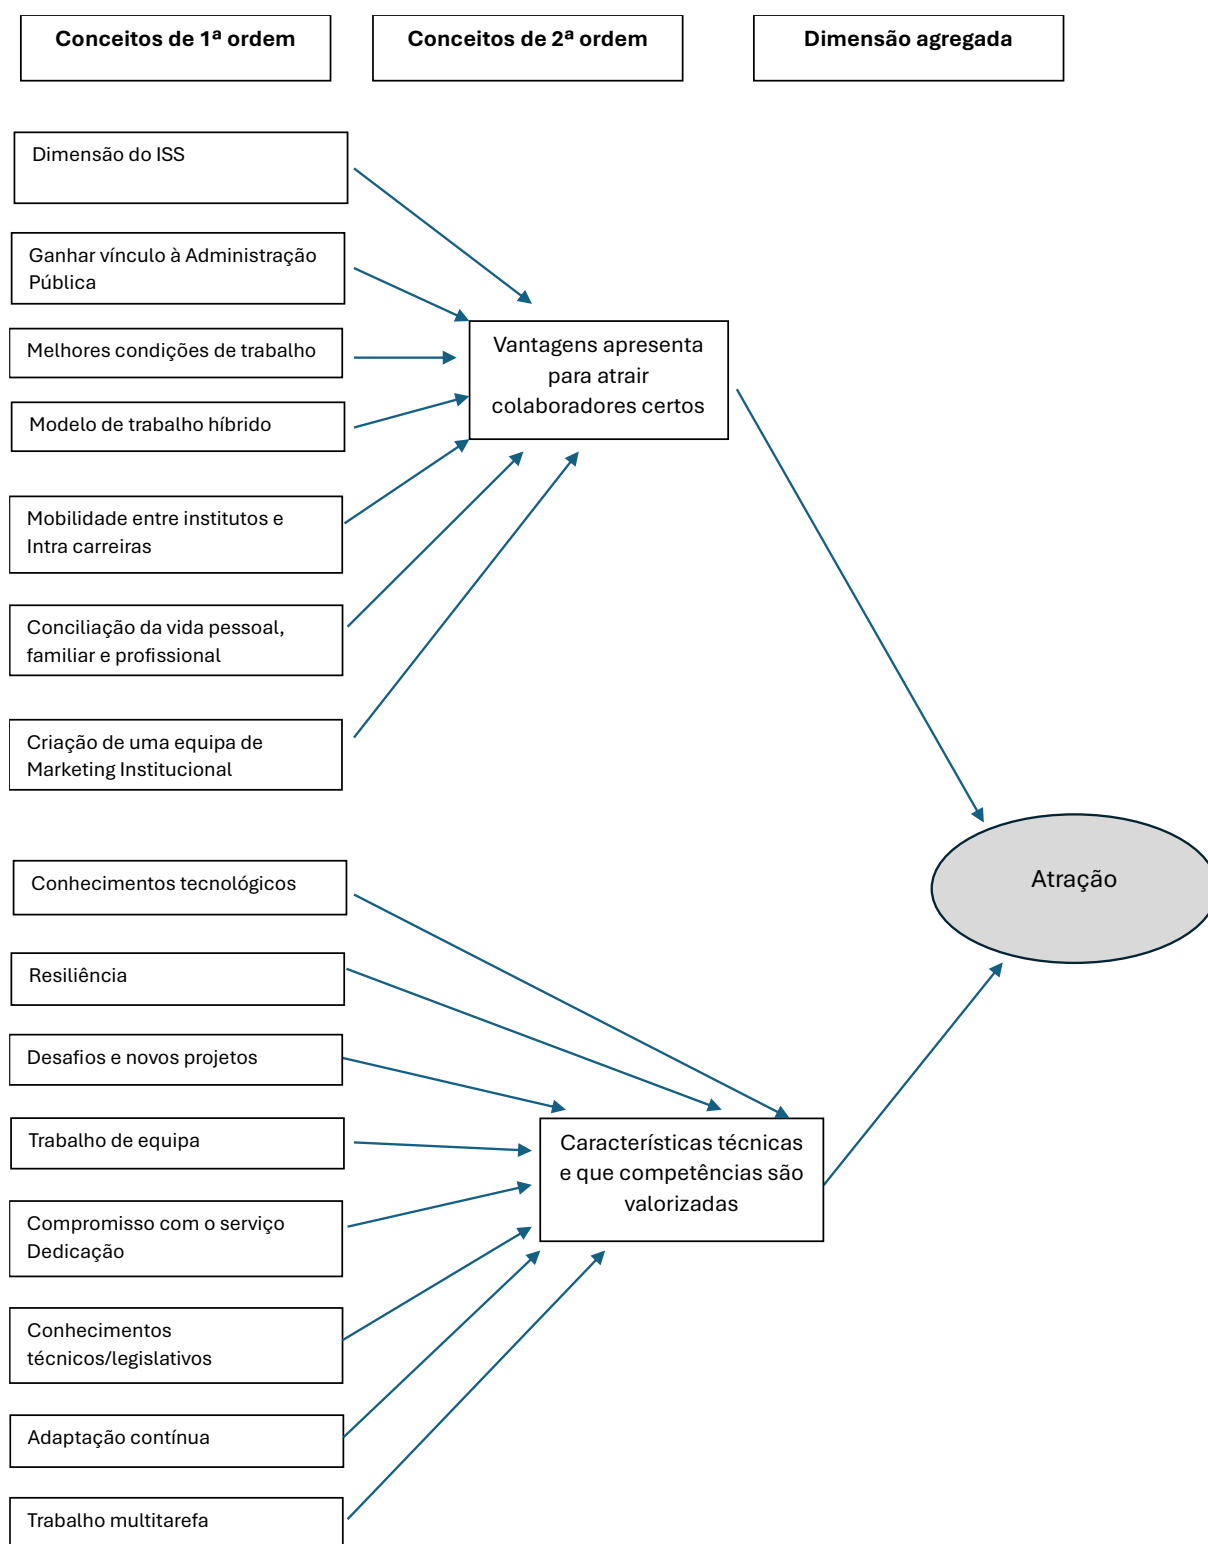 Conceitos de 1ª ordem
Conceitos de 2ª ordem
Dimensão agregada
Dimensão do ISS
Ganhar vínculo à Administração
Pública
Melhores condições de trabalho
Modelo de trabalho híbrido
Mobilidade entre institutos e
Intra carreiras
Conciliação da vida pessoal,
familiar e profissional
Criação de uma equipa de
Marketing Institucional
Vantagens apresenta
para atrair
colaboradores certos
Conhecimentos tecnológicos
Resiliência
Desafios e novos projetos
Trabalho de equipa
Compromisso com o serviço
Dedicação
Conhecimentos
técnicos/legislativos
Adaptação contínua
Trabalho multitarefa
Características técnicas
e que competências são
valorizadas
Atração